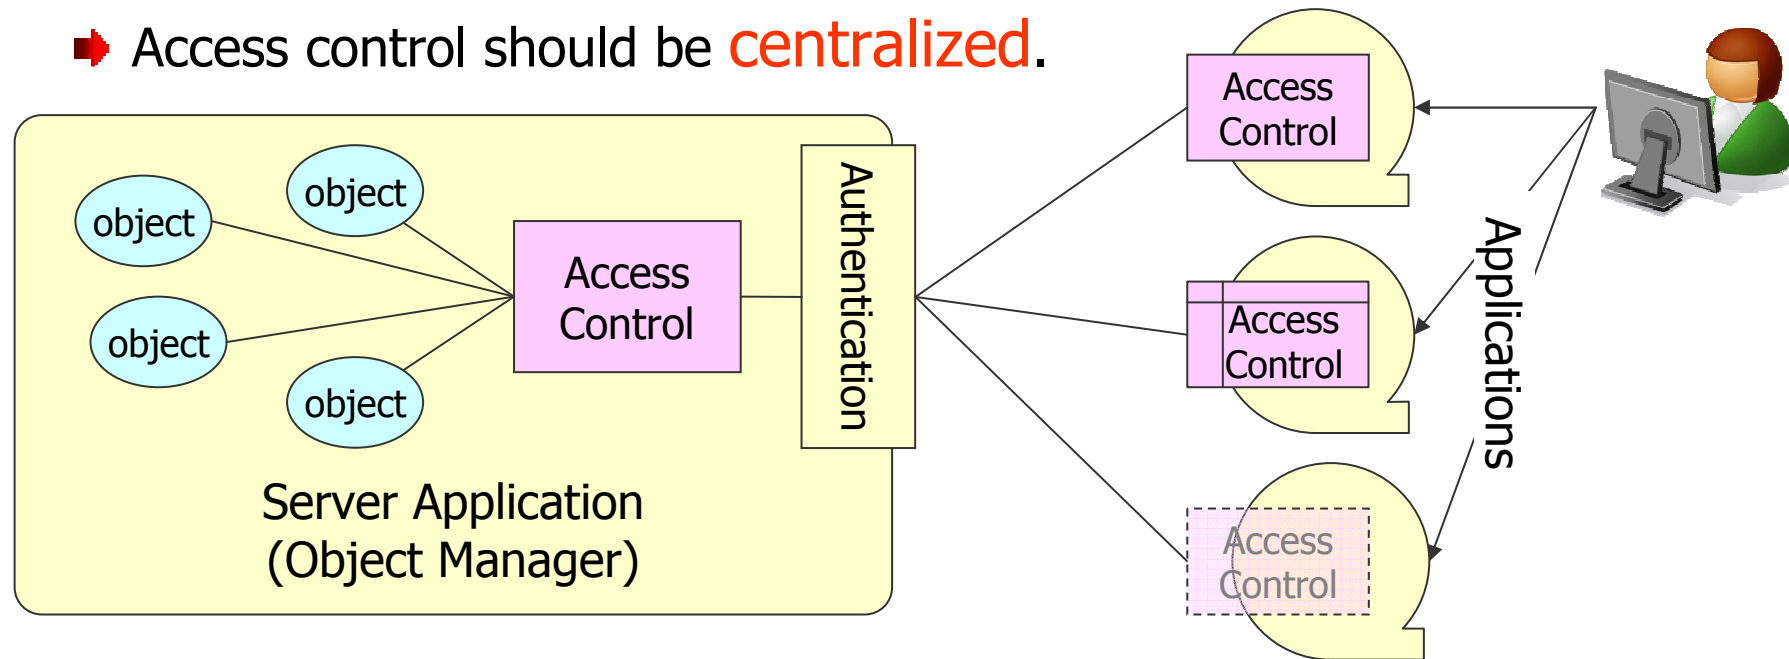 Access control should be centralized.
object
object
object
object
Access
Control
Authentication
Server Application
(Object Manager)
Access
Control
Access
Control
Access
Control
Applications